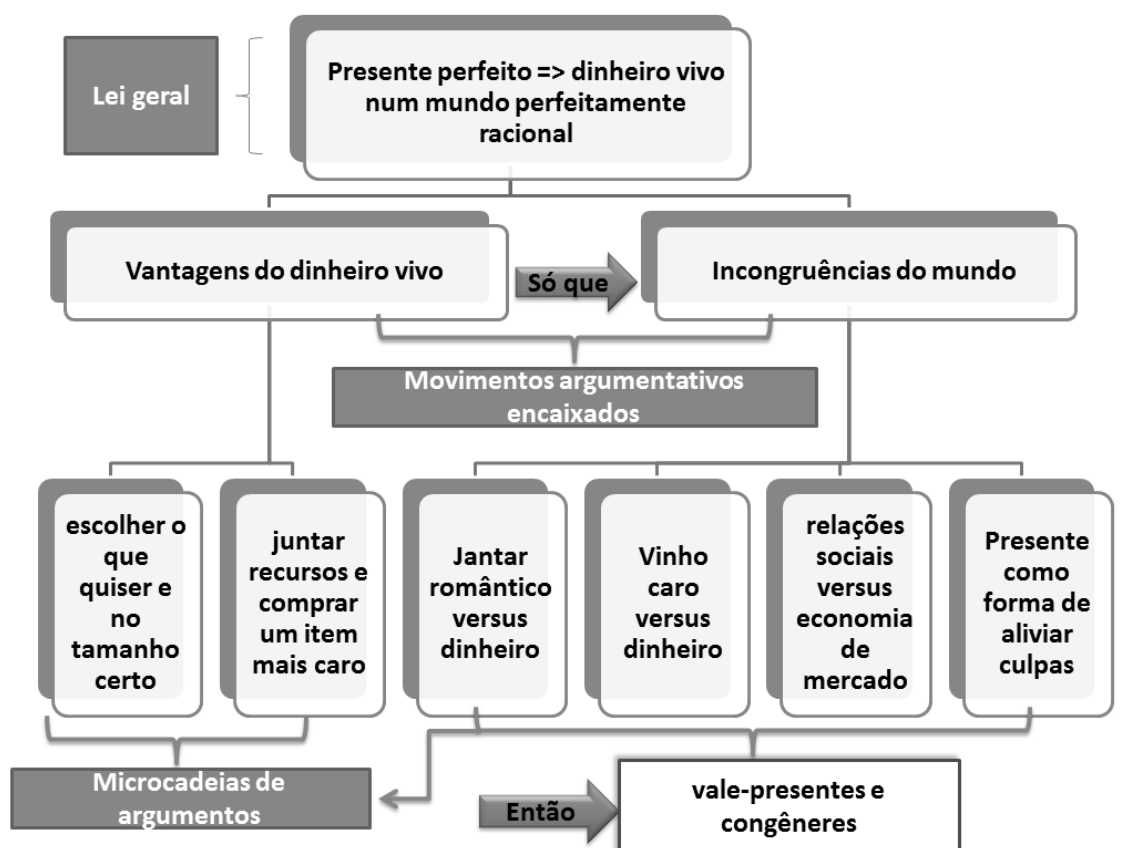 Lei geral
Presente perfeito => dinheiro vivo
num mundo perfeitamente
racional
Vantagens do dinheiro vivo
Só que
Incongruências do mundo
Movimentos argumentativos
encaixados
escolher o
que
quiser e
no
tamanho
certo
juntar
recursos e
comprar
um item
mais caro
Jantar
romântico
versus
dinheiro
Vinho
caro
versus
dinheiro
relações
sociais
versus
economia
de
mercado
Presente
como
forma de
aliviar
culpas
Microcadeias de
argumentos
Então
vale-presentes e
congêneres